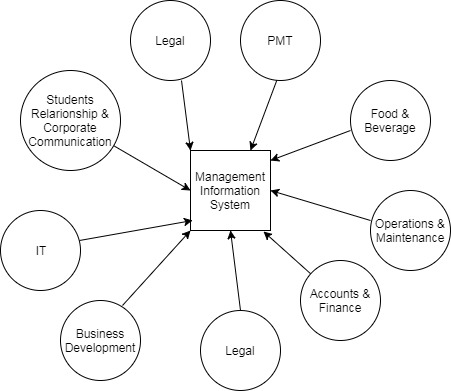 Legal
PMT
Students
Relarionship &
Corporate
Communication
Food &
Beverage
Management
Information
System
Operations &
Maintenance
IT
Accounts &
Finance
Business
Development
Legal